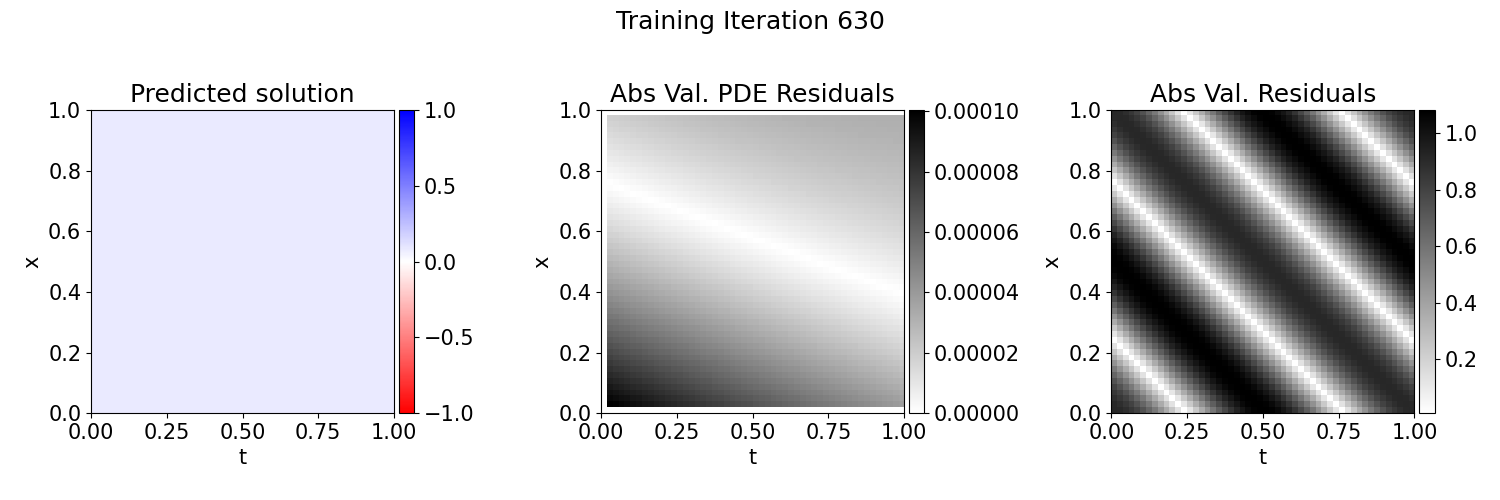 Training Iteration 630
Predicted solution
1.0
0.8
0.6
0.4
0.2
0.0
x
0.00 0.25 0.50 0.75 1.00
t
1.0
0.5
0.0
−0.5
−1.0
Abs Val. PDE Residuals
1.0
0.8
0.6
0.4
0.2
0.0
x
0.00 0.25 0.50 0.75 1.00
t
0.00010
0.00008
0.00006
0.00004
0.00002
0.00000
Abs Val. Residuals
1.0
0.8
0.6
0.4
0.2
0.0
x
0.00 0.25 0.50 0.75 1.00
t
1.0
0.8
0.6
0.4
0.2